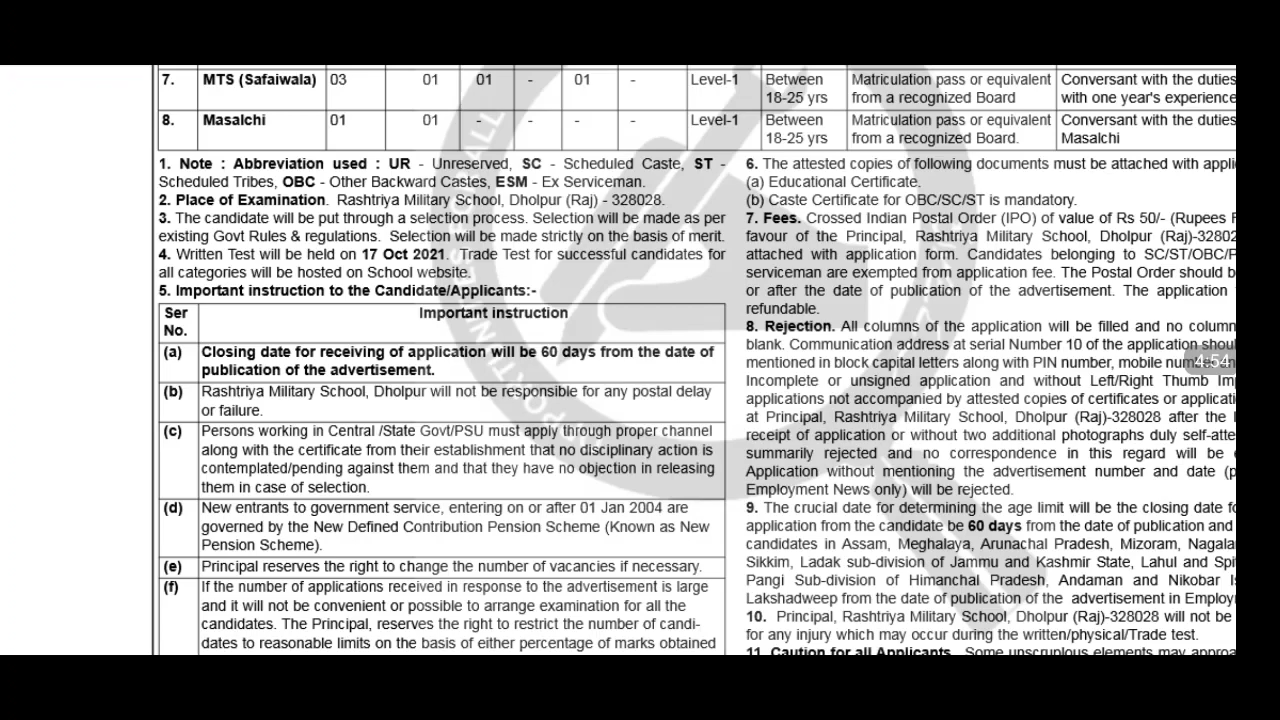 7. MTS (Safaiwala) 03 01 01 - 01 - Level-1 Between 18-25 yrs Matriculation pass or equivalent from a recognized Board Conversant with the duties with one year's experience
8. Masalchi 01 01 - - - - Level-1 Between 18-25 yrs Matriculation pass or equivalent from a recognized Board. Conversant with the duties Masalchi
1. Note : Abbreviation used : UR - Unreserved, SC - Scheduled Caste, ST -
Scheduled Tribes, OBC - Other Backward Castes, ESM - Ex Serviceman.
2. Place of Examination. Rashtriya Military School, Dholpur (Raj) - 328028.
3. The candidate will be put through a selection process. Selection will be made as per
existing Govt Rules & regulations. Selection will be made strictly on the basis of merit.
4. Written Test will be held on 17 Oct 2021. Trade Test for successful candidates for
all categories will be hosted on School website.
5. Important instruction to the Candidate/Applicants:-
Ser No. Important instruction
(a) Closing date for receiving of application will be 60 days from the date of
publication of the advertisement.
(b) Rashtriya Military School, Dholpur will not be responsible for any postal delay
or failure.
(c) Persons working in Central /State Govt/PSU must apply through proper channel
along with the certificate from their establishment that no disciplinary action is
contemplated/pending against them and that they have no objection in releasing
them in case of selection.
(d) New entrants to government service, entering on or after 01 Jan 2004 are
governed by the New Defined Contribution Pension Scheme (Known as New
Pension Scheme).
(e) Principal reserves the right to change the number of vacancies if necessary.
(f) If the number of applications received in response to the advertisement is large
and it will not be convenient or possible to arrange examination for all the
candidates. The Principal, reserves the right to restrict the number of candi-
dates to reasonable limits on the basis of either percentage of marks obtained
6. The attested copies of following documents must be attached with appli
(a) Educational Certificate.
(b) Caste Certificate for OBC/SC/ST is mandatory.
7. Fees. Crossed Indian Postal Order (IPO) of value of Rs 50/- (Rupees
favour of the Principal, Rashtriya Military School, Dholpur (Raj)-32802
attached with application form. Candidates belonging to SC/ST/OBC/
serviceman are exempted from application fee. The Postal Order should b
or after the date of publication of the advertisement. The application
refundable.
8. Rejection. All columns of the application will be filled and no column
blank. Communication address at serial Number 10 of the application shou
mentioned in block capital letters along with PIN number, mobile
4:54
Incomplete or unsigned application and without Left/Right Thumb Im
applications not accompanied by attested copies of certificates or applicati
at Principal, Rashtriya Military School, Dholpur (Raj)-328028 after the
receipt of application or without two additional photographs duly self-atte
summarily rejected and no correspondence in this regard will be
Application without mentioning the advertisement number and date (p
Employment News only) will be rejected.
9. The crucial date for determining the age limit will be the closing date fo
application from the candidate be 60 days from the date of publication and
candidates in Assam, Meghalaya, Arunachal Pradesh, Mizoram, Nagala
Sikkim, Ladak sub-division of Jammu and Kashmir State, Lahul and Spi
Pangi Sub-division of Himanchal Pradesh, Andaman and Nikobar
Lakshadweep from the date of publication of the advertisement in Employ
10. Principal, Rashtriya Military School, Dholpur (Raj)-328028 will not be
for any injury which may occur during the written/physical/Trade test.
11. Caution for all Applicants. Some unscrupulous elements may approa